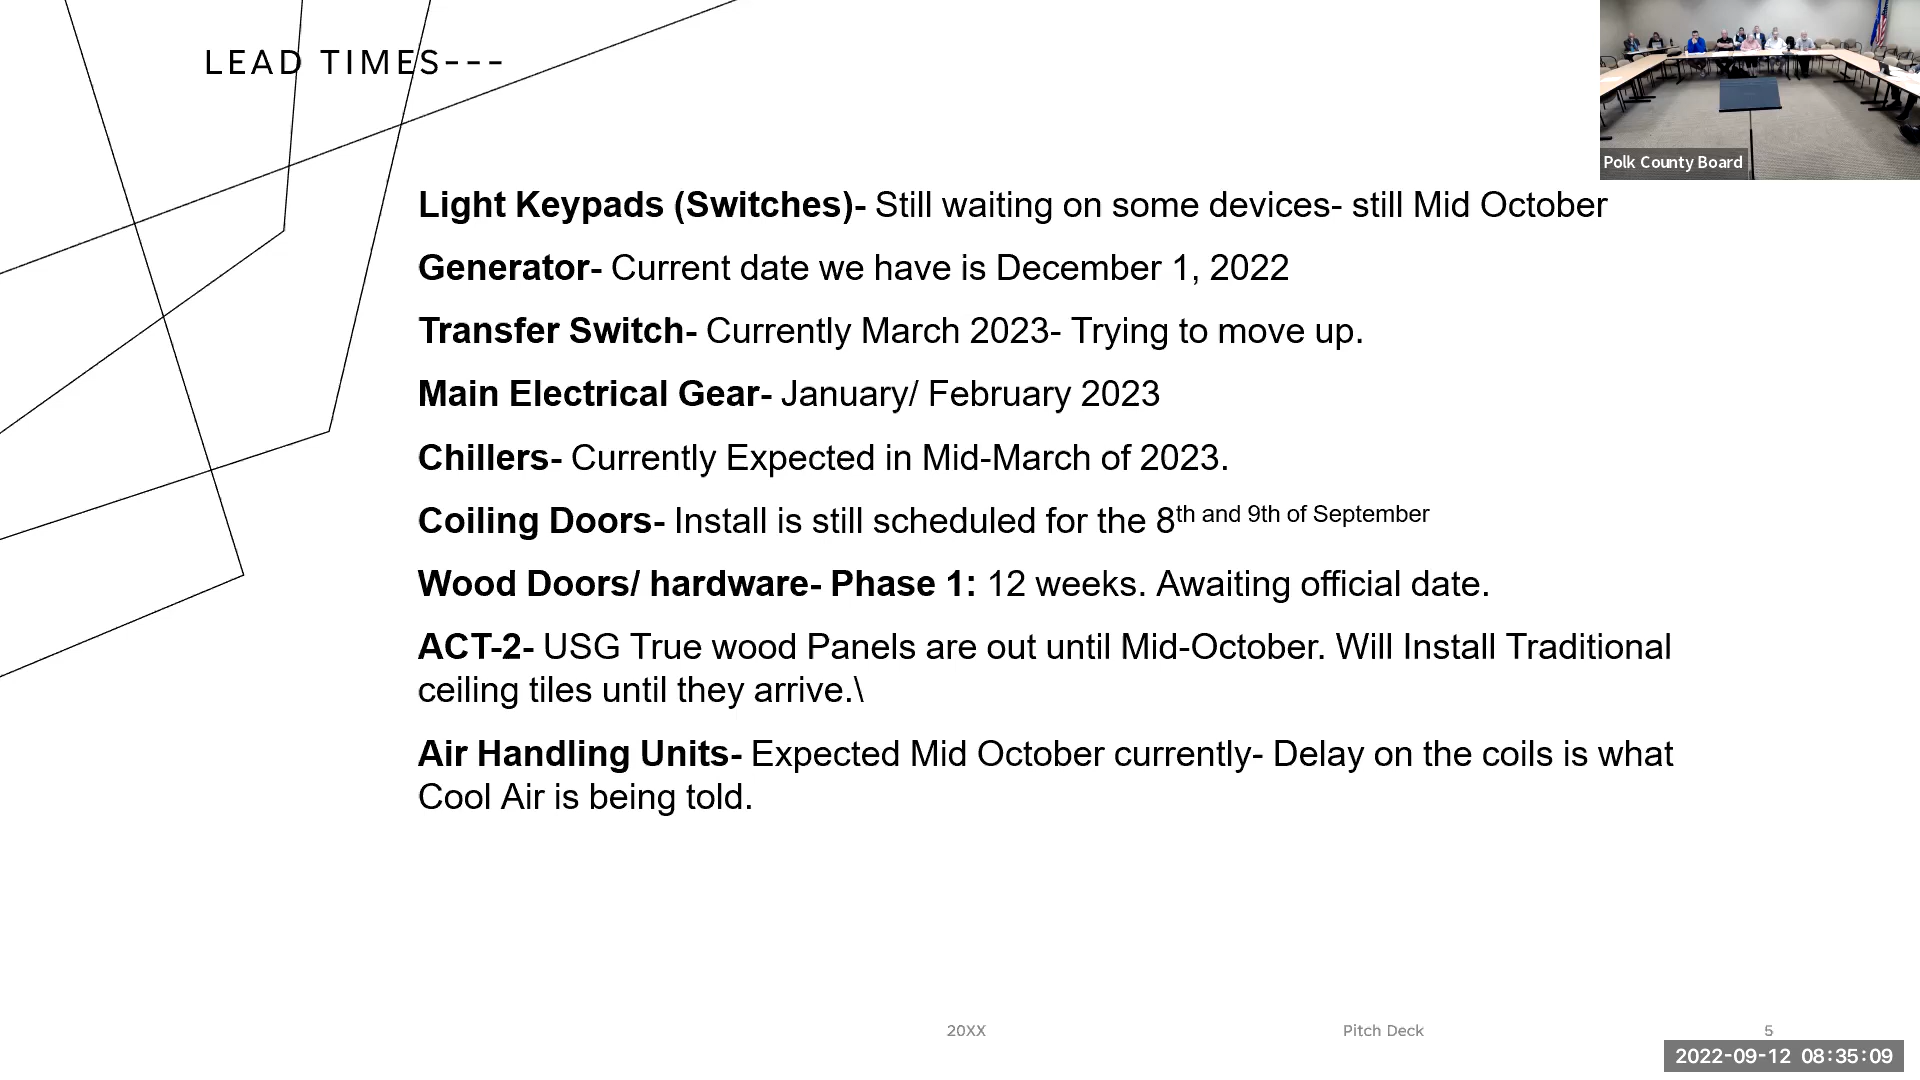 LEAD TIMES---
Polk County Board
Light Keypads (Switches)- Still waiting on some devices- still Mid October
Generator- Current date we have is December 1, 2022
Transfer Switch- Currently March 2023- Trying to move up.
Main Electrical Gear- January/ February 2023
Chillers- Currently Expected in Mid-March of 2023.
Coiling Doors- Install is still scheduled for the 8th and 9th of September
Wood Doors/ hardware- Phase 1: 12 weeks. Awaiting official date.
ACT-2- USG True wood Panels are out until Mid-October. Will Install Traditional
ceiling tiles until they arrive.\
Air Handling Units- Expected Mid October currently- Delay on the coils is what
Cool Air is being told.
20XX
Pitch Deck
5
2022-09-12 08:35:09